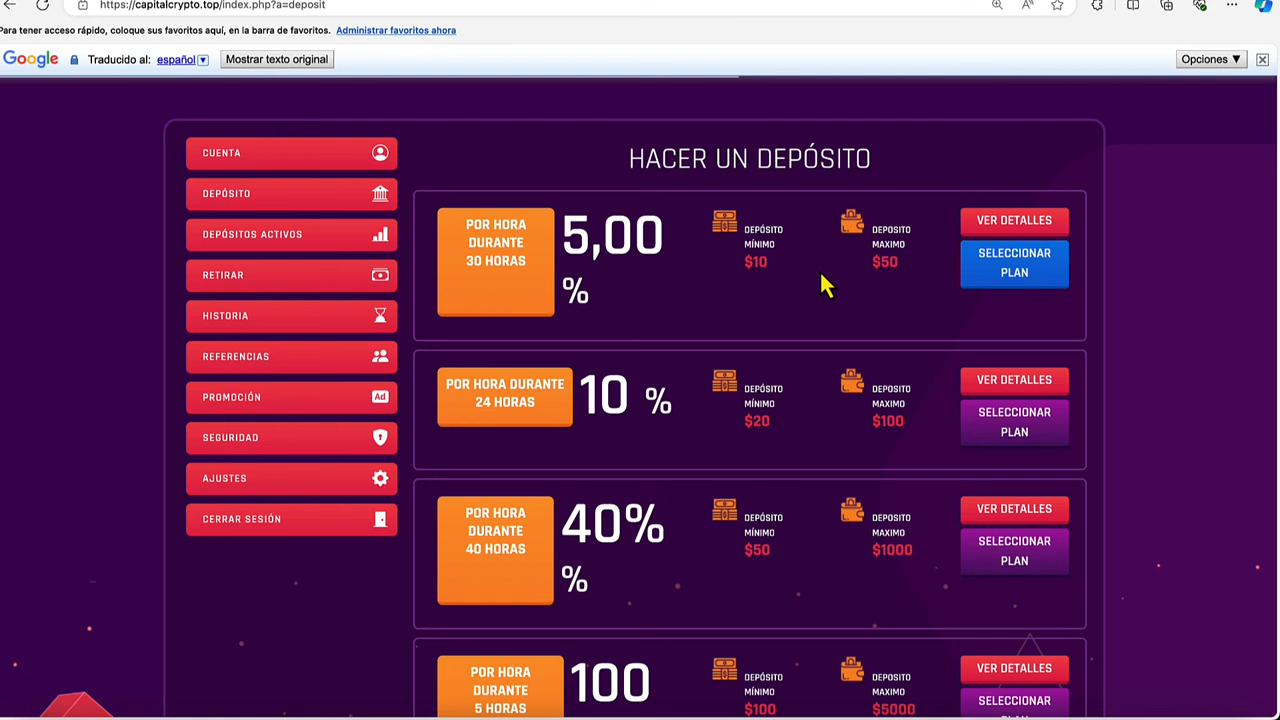 https://capitalcrypto.top/index.php?a=deposit
Para tener acceso rápido, coloque sus favoritos aquí, en la barra de favoritos. Administrar favoritos ahora
Google Traducido al: español Mostrar texto original Opciones ▼
CUENTA
DEPÓSITO
DEPÓSITOS ACTIVOS
RETIRAR
HISTORIA
REFERENCIAS
PROMOCIÓN Ad
SEGURIDAD
AJUSTES
CERRAR SESIÓN
HACER UN DEPÓSITO
POR HORA
DURANTE
30 HORAS
5,00
%
DEPÓSITO
MÍNIMO
$10
DEPOSITO
MAXIMO
$50
VER DETALLES
SELECCIONAR
PLAN
POR HORA DURANTE
24 HORAS
10 %
DEPÓSITO
MÍNIMO
$20
DEPOSITO
MAXIMO
$100
VER DETALLES
SELECCIONAR
PLAN
POR HORA
DURANTE
40 HORAS
40%
%
DEPÓSITO
MÍNIMO
$50
DEPOSITO
MAXIMO
$1000
VER DETALLES
SELECCIONAR
PLAN
POR HORA
DURANTE
5 HORAS
100
DEPÓSITO
MÍNIMO
$100
DEPOSITO
MAXIMO
$5000
VER DETALLES
SELECCIONAR